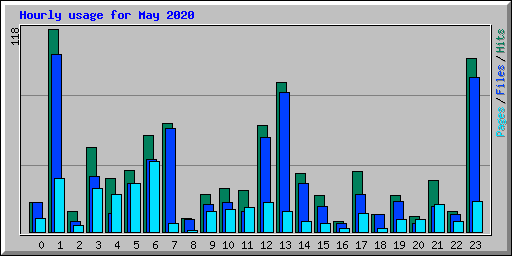 Hourly usage for May 2020
118
Pages/Files/Hits
0 1 2 3 4 5 6 7 8 9 10 11 12 13 14 15 16 17 18 19 20 21 22 23